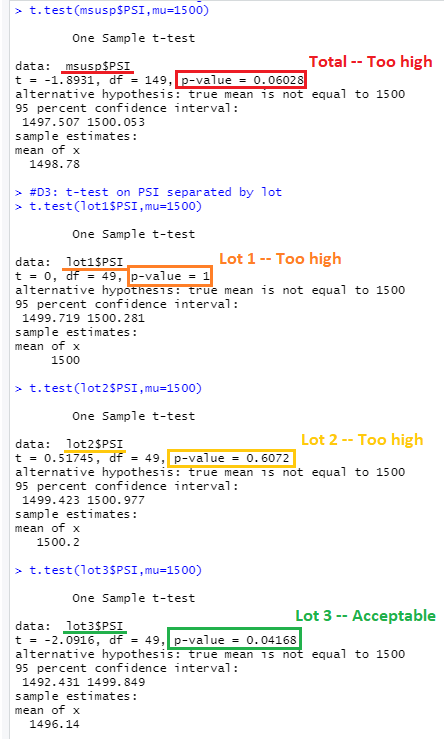 > t.test(msusp$PSI,mu=1500)
One Sample t-test
data: msusp$PSI
Total -- Too high
t = -1.8931, df = 149, p-value = 0.06028
alternative hypothesis: true mean is not equal to 1500
95 percent confidence interval:
1497.507 1500.053
sample estimates:
mean of x
1498.78
> #D3: t-test on PSI separated by lot
> t.test(lot1$PSI,mu=1500)
One Sample t-test
data: lot1$PSI
Lot 1 -- Too high
t = 0, df = 49, p-value = 1
alternative hypothesis: true mean is not equal to 1500
95 percent confidence interval:
1499.719 1500.281
sample estimates:
mean of x
1500
> t.test(lot2$PSI,mu=1500)
One Sample t-test
data: lot2$PSI
Lot 2 -- Too high
t = 0.51745, df = 49, p-value = 0.6072
alternative hypothesis: true mean is not equal to 1500
95 percent confidence interval:
1499.423 1500.977
sample estimates:
mean of x
1500.2
> t.test(lot3$PSI,mu=1500)
One Sample t-test
data: lot3$PSI
Lot 3 -- Acceptable
t = -2.0916, df = 49, p-value = 0.04168
alternative hypothesis: true mean is not equal to 1500
95 percent confidence interval:
1492.431 1499.849
sample estimates:
mean of x
1496.14